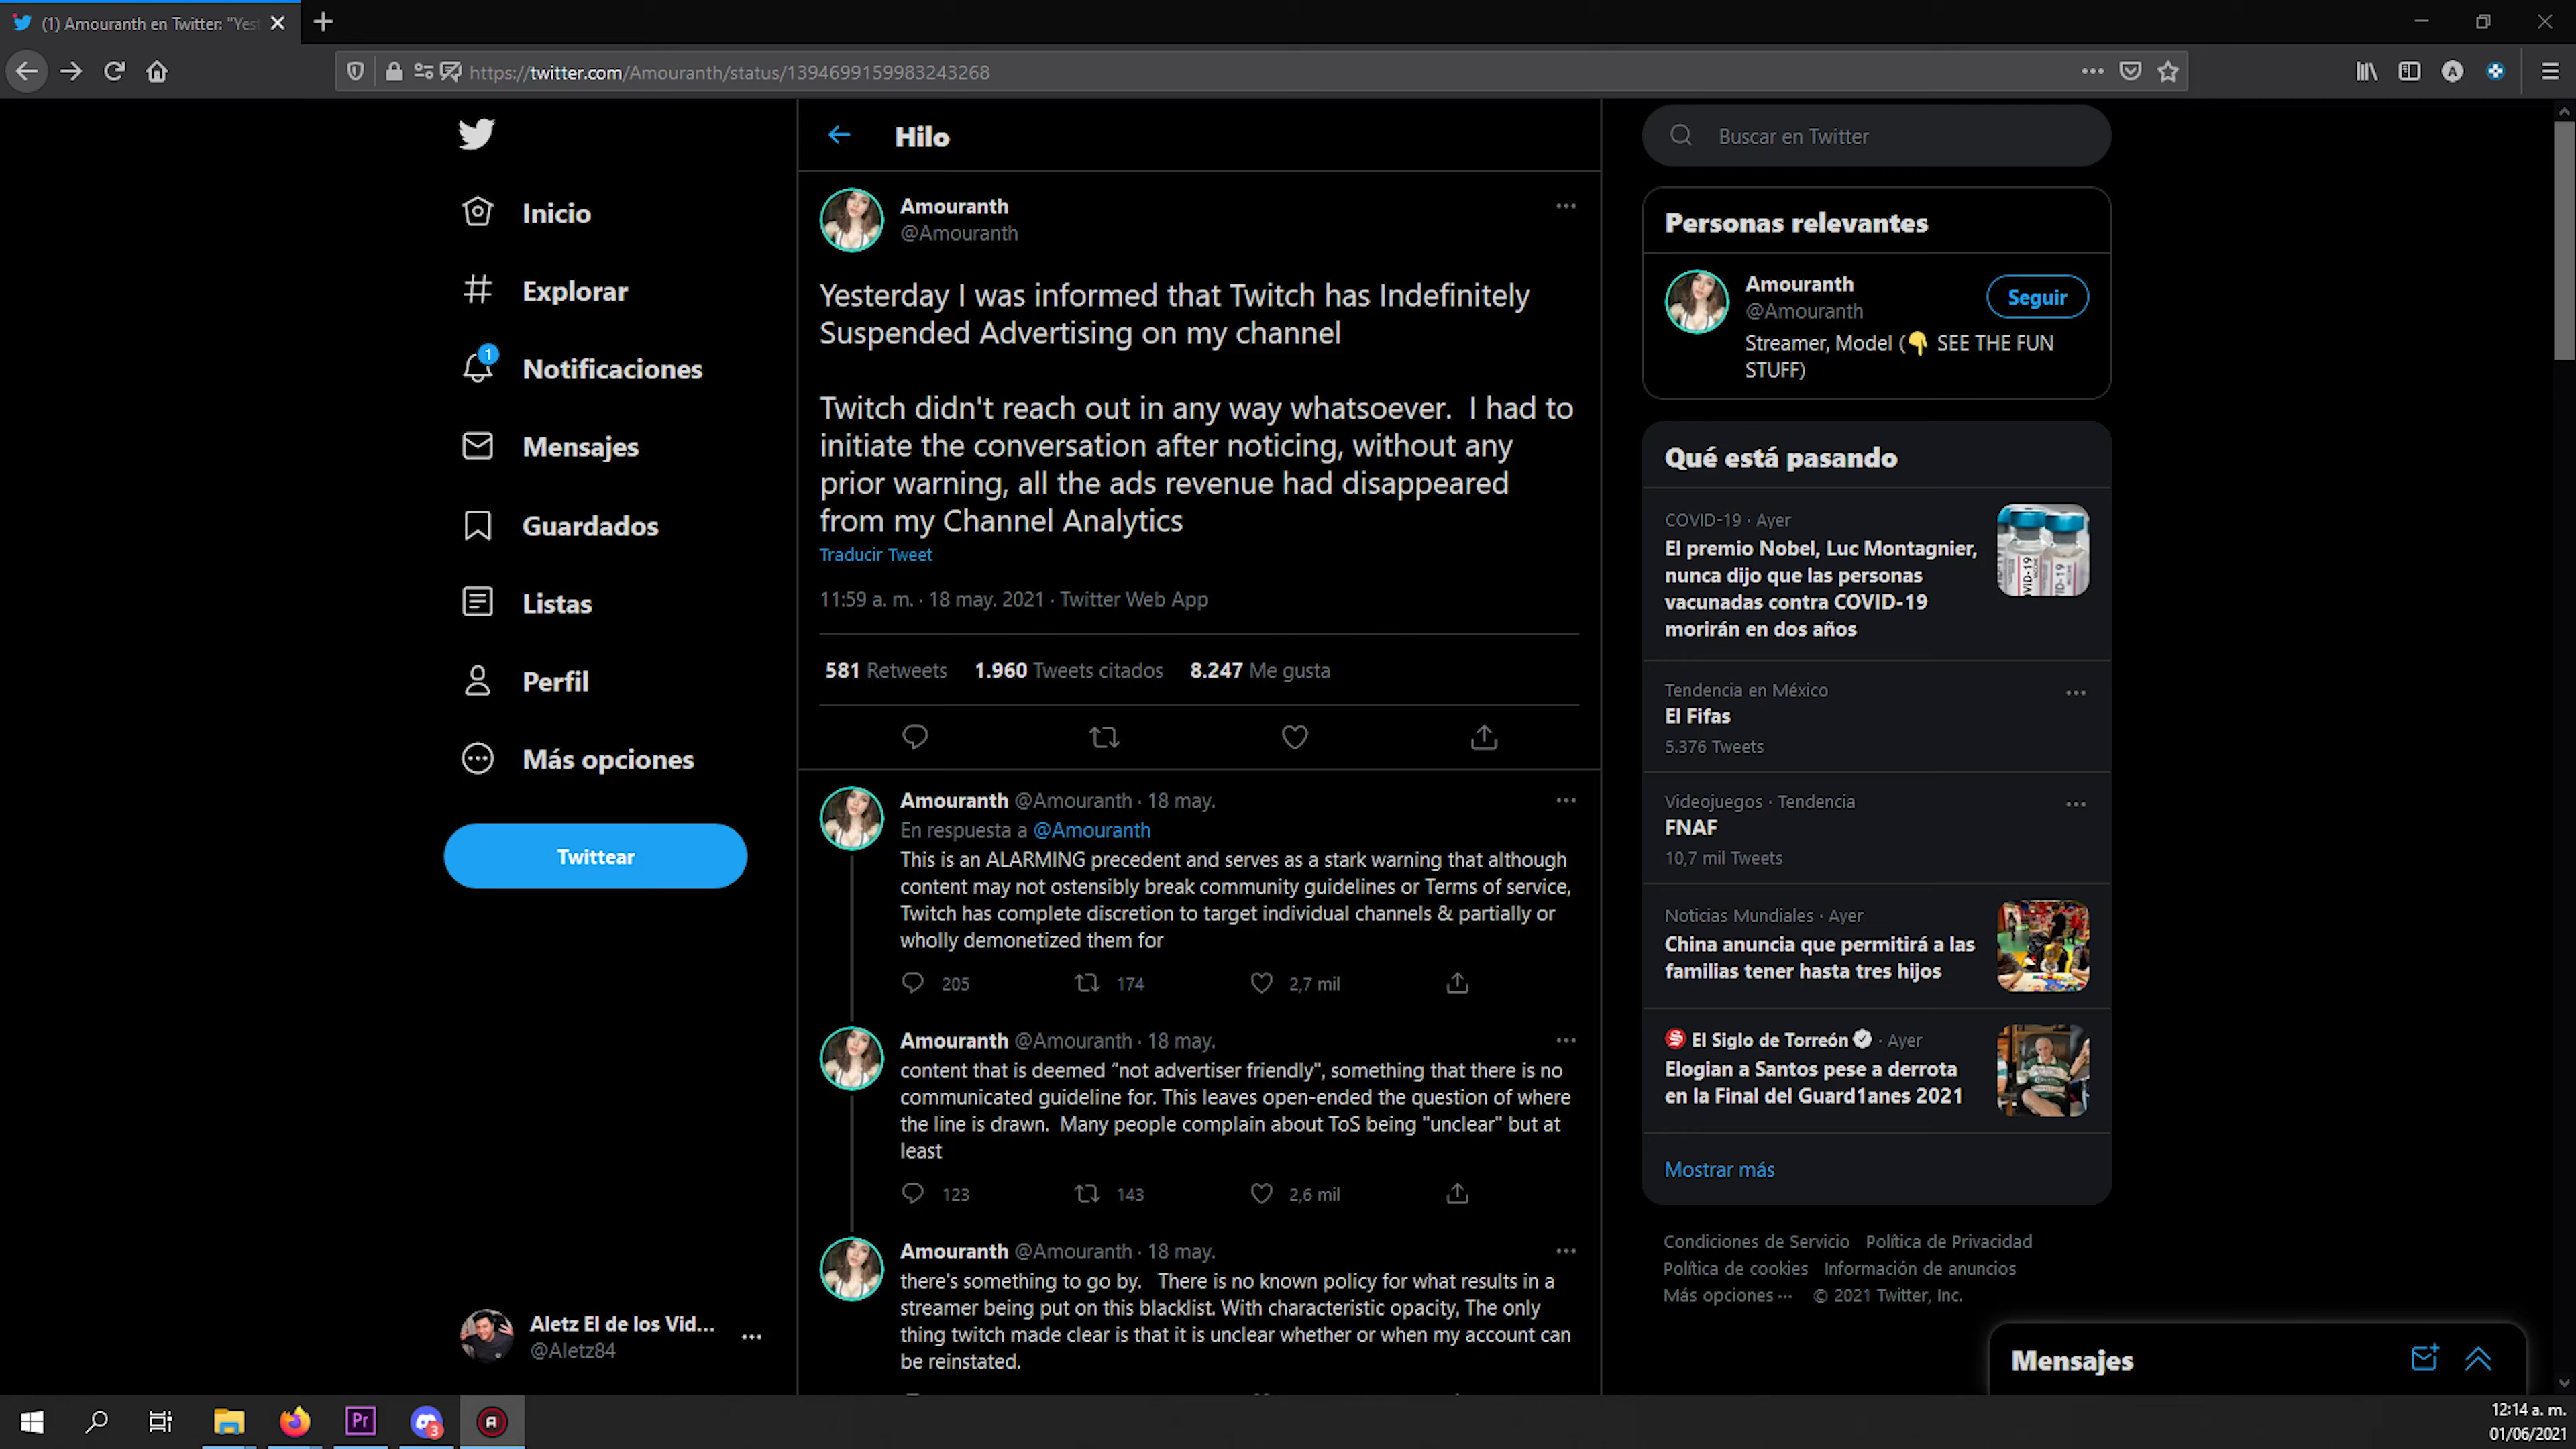 (1) Amouranth en Twitter: "Yest
https://twitter.com/Amouranth/status/1394699159983243268
Inicio
Explorar
1
Notificaciones
Mensajes
Guardados
Listas
Perfil
Más opciones
Twittear
Aletz El de los Vid...
@Aletz84
Hilo
Amouranth
@Amouranth
Yesterday I was informed that Twitch has Indefinitely
Suspended Advertising on my channel
Twitch didn't reach out in any way whatsoever.  I had to
initiate the conversation after noticing, without any
prior warning, all the ads revenue had disappeared
from my Channel Analytics
Traducir Tweet
11:59 a. m. · 18 may. 2021 · Twitter Web App
581 Retweets 1.960 Tweets citados 8.247 Me gusta
Amouranth @Amouranth · 18 may.
En respuesta a @Amouranth
This is an ALARMING precedent and serves as a stark warning that although
content may not ostensibly break community guidelines or Terms of service,
Twitch has complete discretion to target individual channels & partially or
wholly demonetized them for
205 174 2,7 mil
Amouranth @Amouranth · 18 may.
content that is deemed “not advertiser friendly", something that there is no
communicated guideline for. This leaves open-ended the question of where
the line is drawn.  Many people complain about ToS being "unclear" but at
least
123 143 2,6 mil
Amouranth @Amouranth · 18 may.
there's something to go by.   There is no known policy for what results in a
streamer being put on this blacklist. With characteristic opacity, The only
thing twitch made clear is that it is unclear whether or when my account can
be reinstated.
Buscar en Twitter
Personas relevantes
Amouranth
@Amouranth
Seguir
Streamer, Model (👇 SEE THE FUN
STUFF)
Qué está pasando
COVID-19 · Ayer
El premio Nobel, Luc Montagnier,
nunca dijo que las personas
vacunadas contra COVID-19
morirán en dos años
Tendencia en México
El Fifas
5.376 Tweets
Videojuegos · Tendencia
FNAF
10,7 mil Tweets
Noticias Mundiales · Ayer
China anuncia que permitirá a las
familias tener hasta tres hijos
El Siglo de Torreón · Ayer
Elogian a Santos pese a derrota
en la Final del Guard1anes 2021
Mostrar más
Condiciones de Servicio Política de Privacidad
Política de cookies Información de anuncios
Más opciones ··· © 2021 Twitter, Inc.
Mensajes
Pr
3
12:14 a. m.
01/06/2021